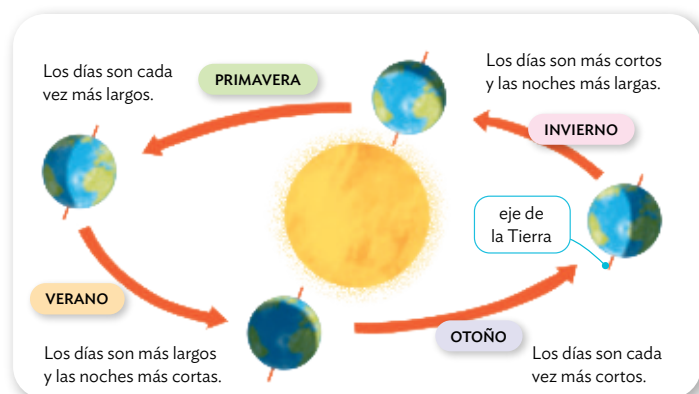 Los días son cada
vez más largos.
PRIMAVERA
Los días son más cortos
y las noches más largas.
INVIERNO
eje de
la Tierra
VERANO
Los días son más largos
y las noches más cortas.
OTOÑO
Los días son cada
vez más cortos.